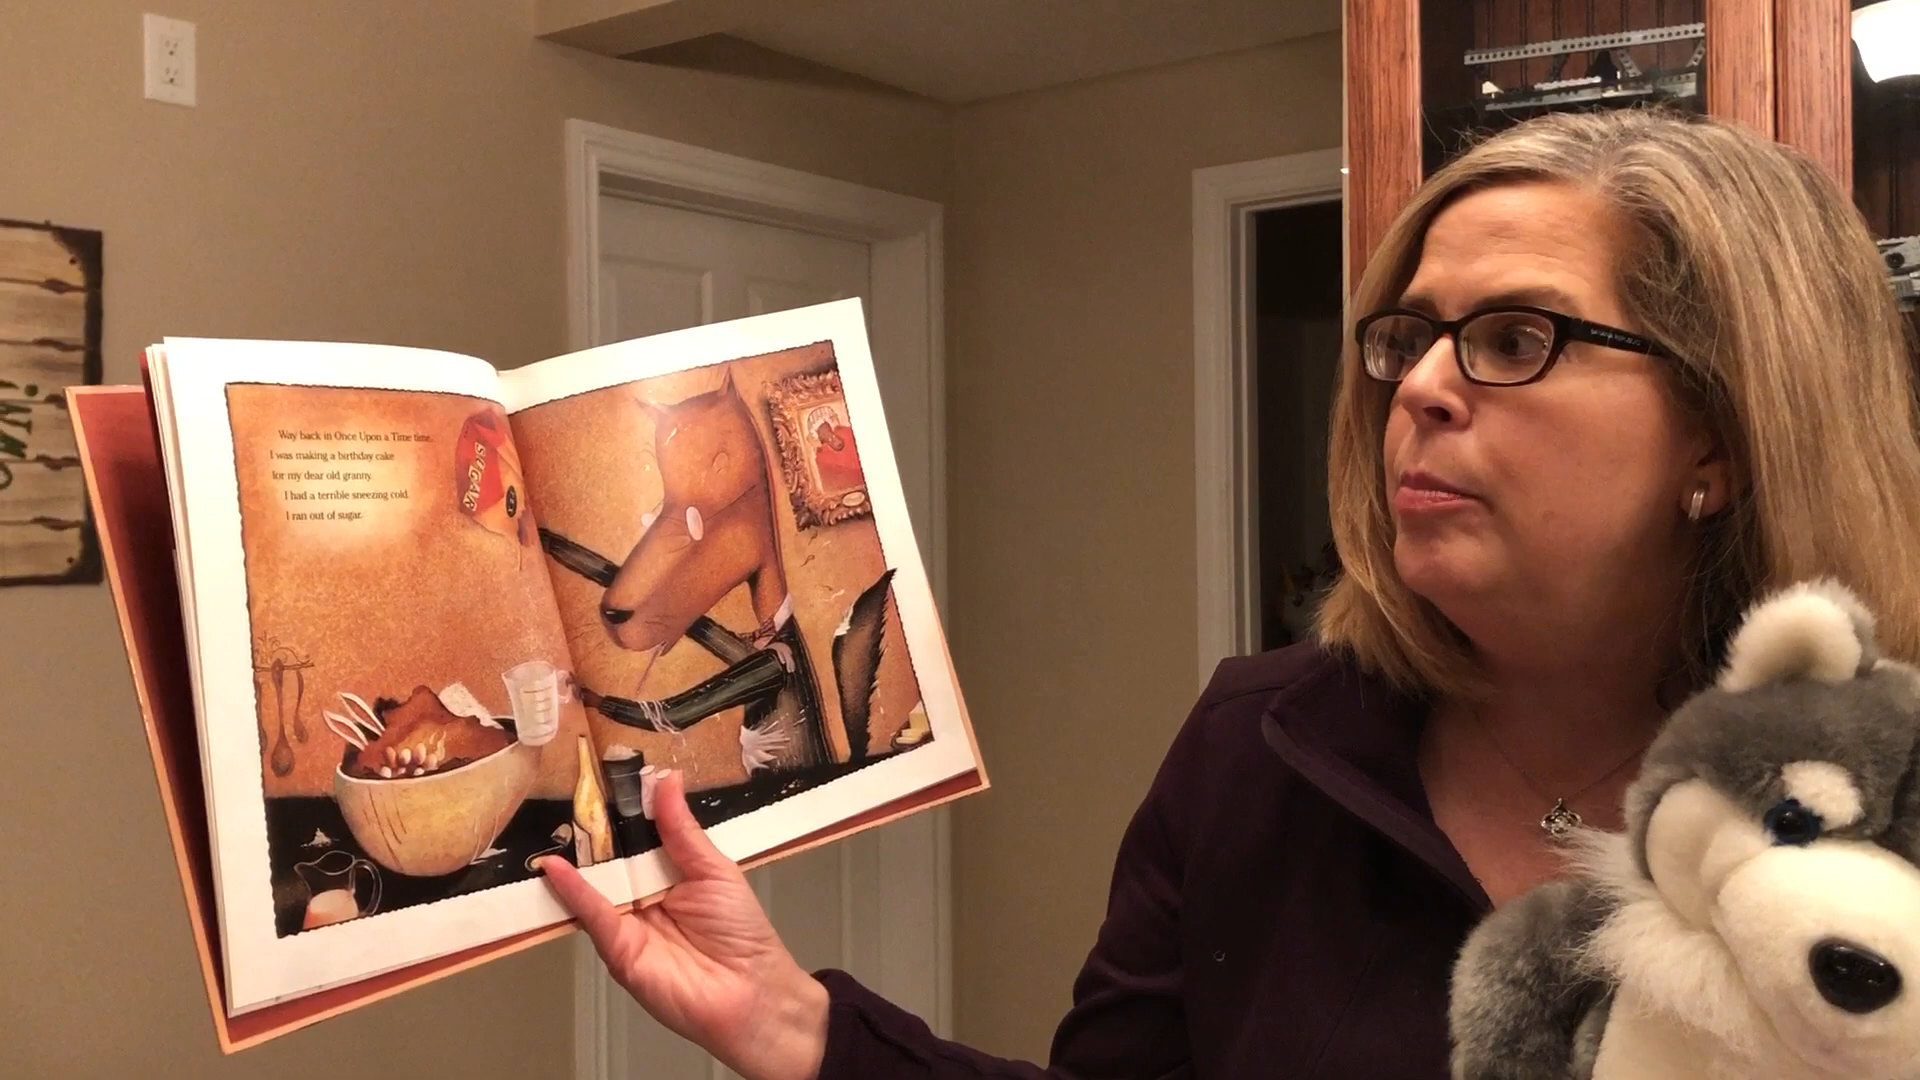 Way back in Once Upon a Time time,
I was making a birthday cake
for my dear old granny.
I had a terrible sneezing cold.
I ran out of sugar.
SUGAR